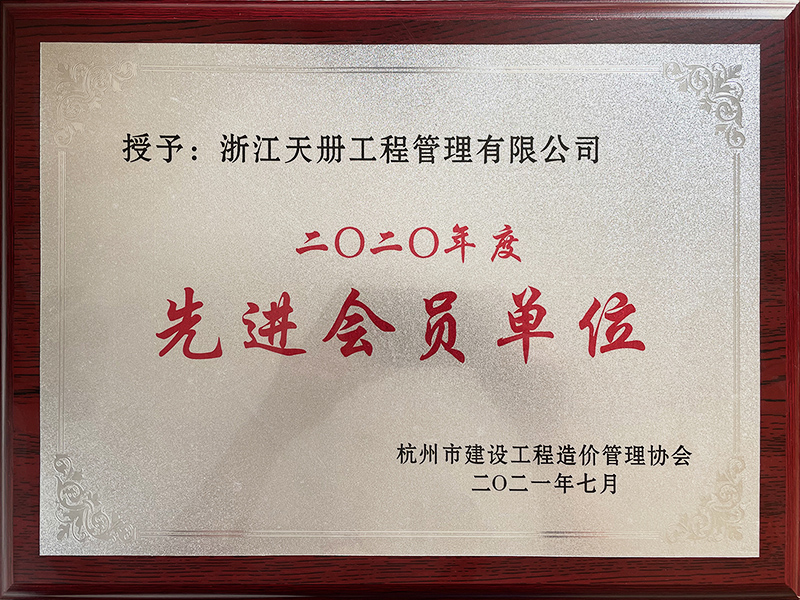 授予：浙江天册工程管理有限公司
二〇二〇年度
先进会员单位
杭州市建设工程造价管理协会
二〇二一年七月